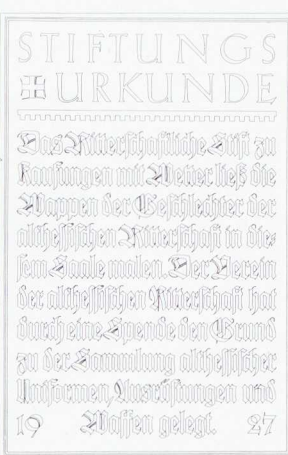 STIFTUNGS
URKUNDE
Das Ritterschaftliche Stift zu
Kaufungen mit Wetter ließ die
Wappen der Geschlechter der
althessischen Ritterschaft in die⸗
sem Saale malen. Der Verein
der althessischen Ritterschaft hat
durch eine Spende den Grund
zu der Sammlung althessischer
Uniformen, Ausrüstungen und
19 Waffen gelegt. 27